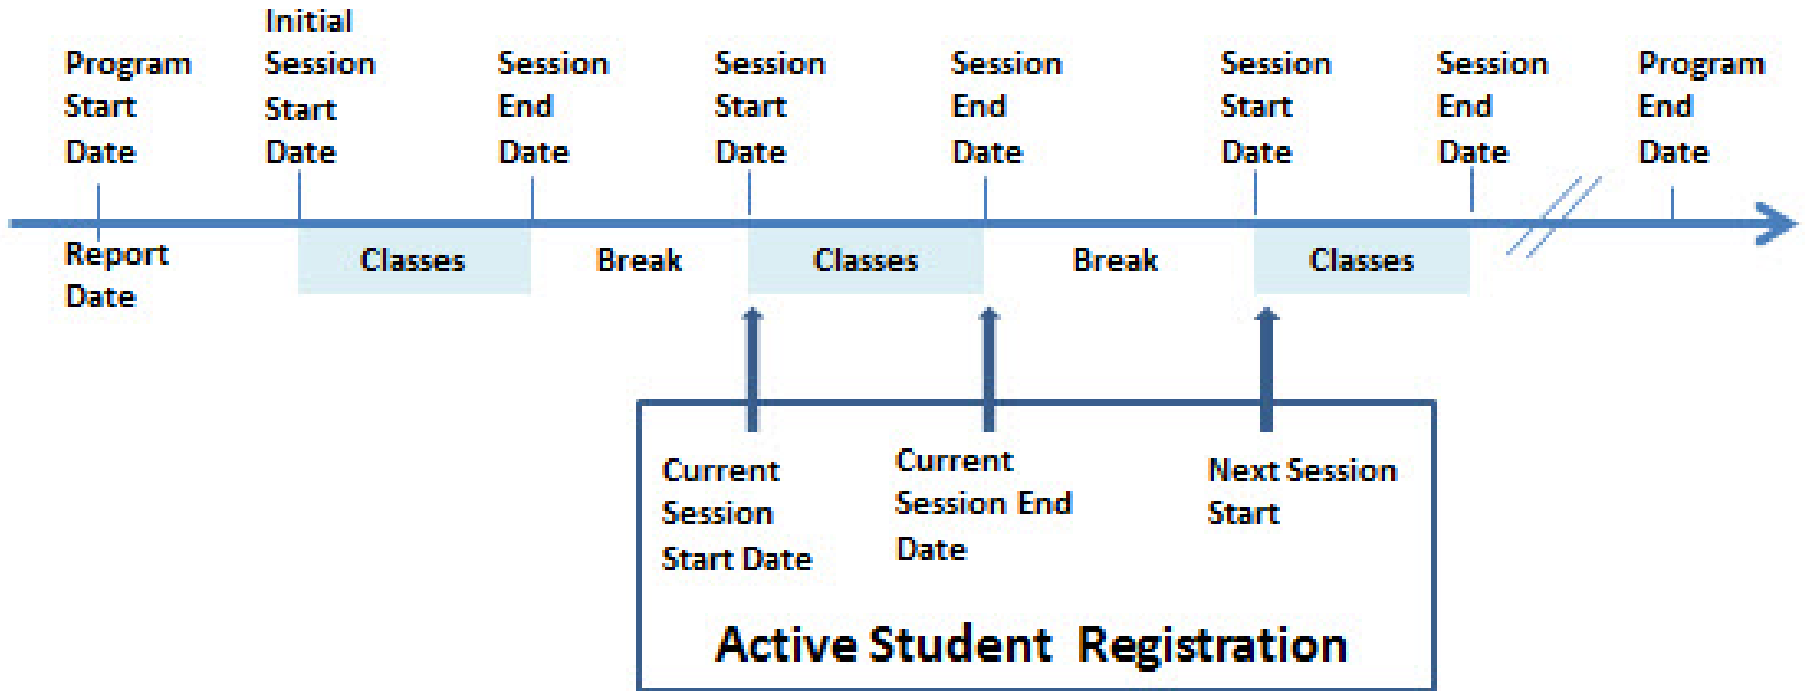 Program
Start
Date
Initial
Session
Start
Date
Session
End
Date
Session
Start
Date
Session
End
Date
Session
Start
Date
Session
End
Date
Program
End
Date
Report
Date
Classes
Break
Classes
Break
Classes
Current
Session
Start Date
Current
Session End
Date
Next Session
Start
Active Student Registration